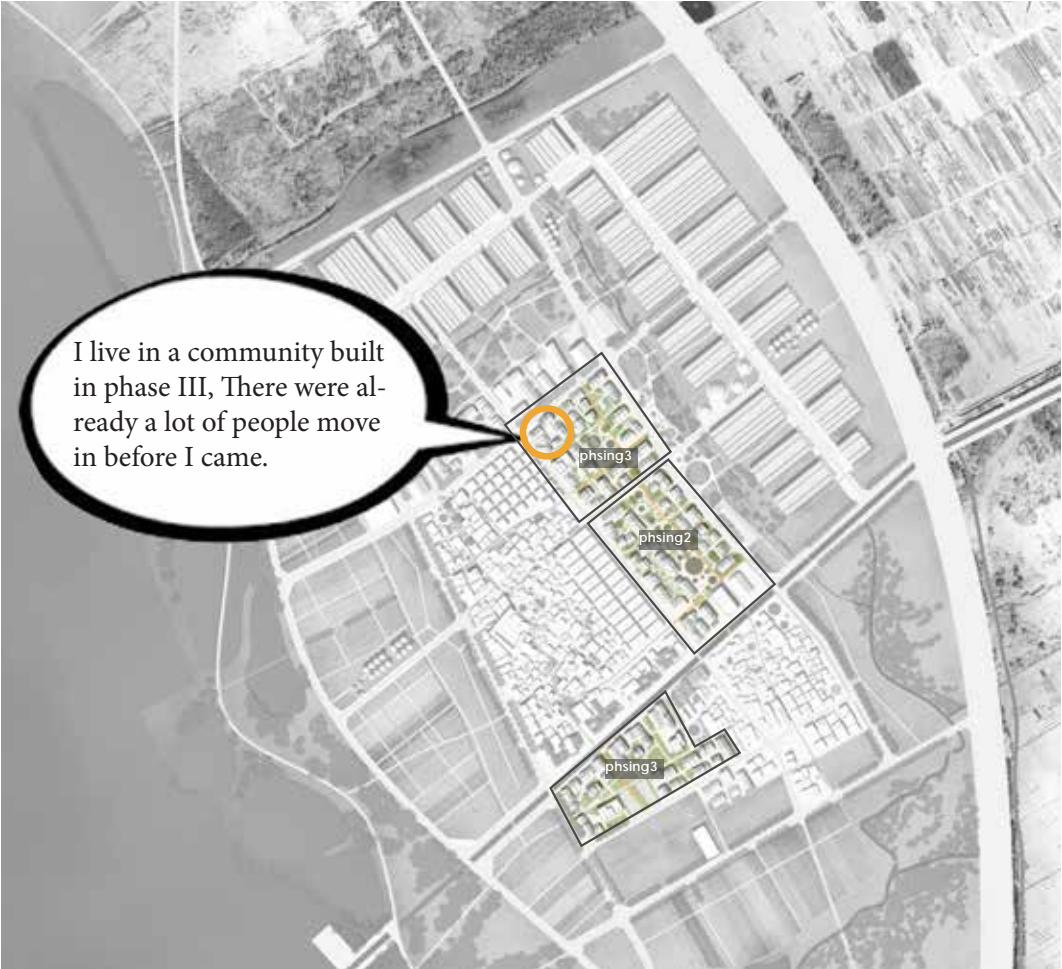 I live in a community built
in phase III, There were al-
ready a lot of people move
in before I came.
phsing3
phsing2
phsing3